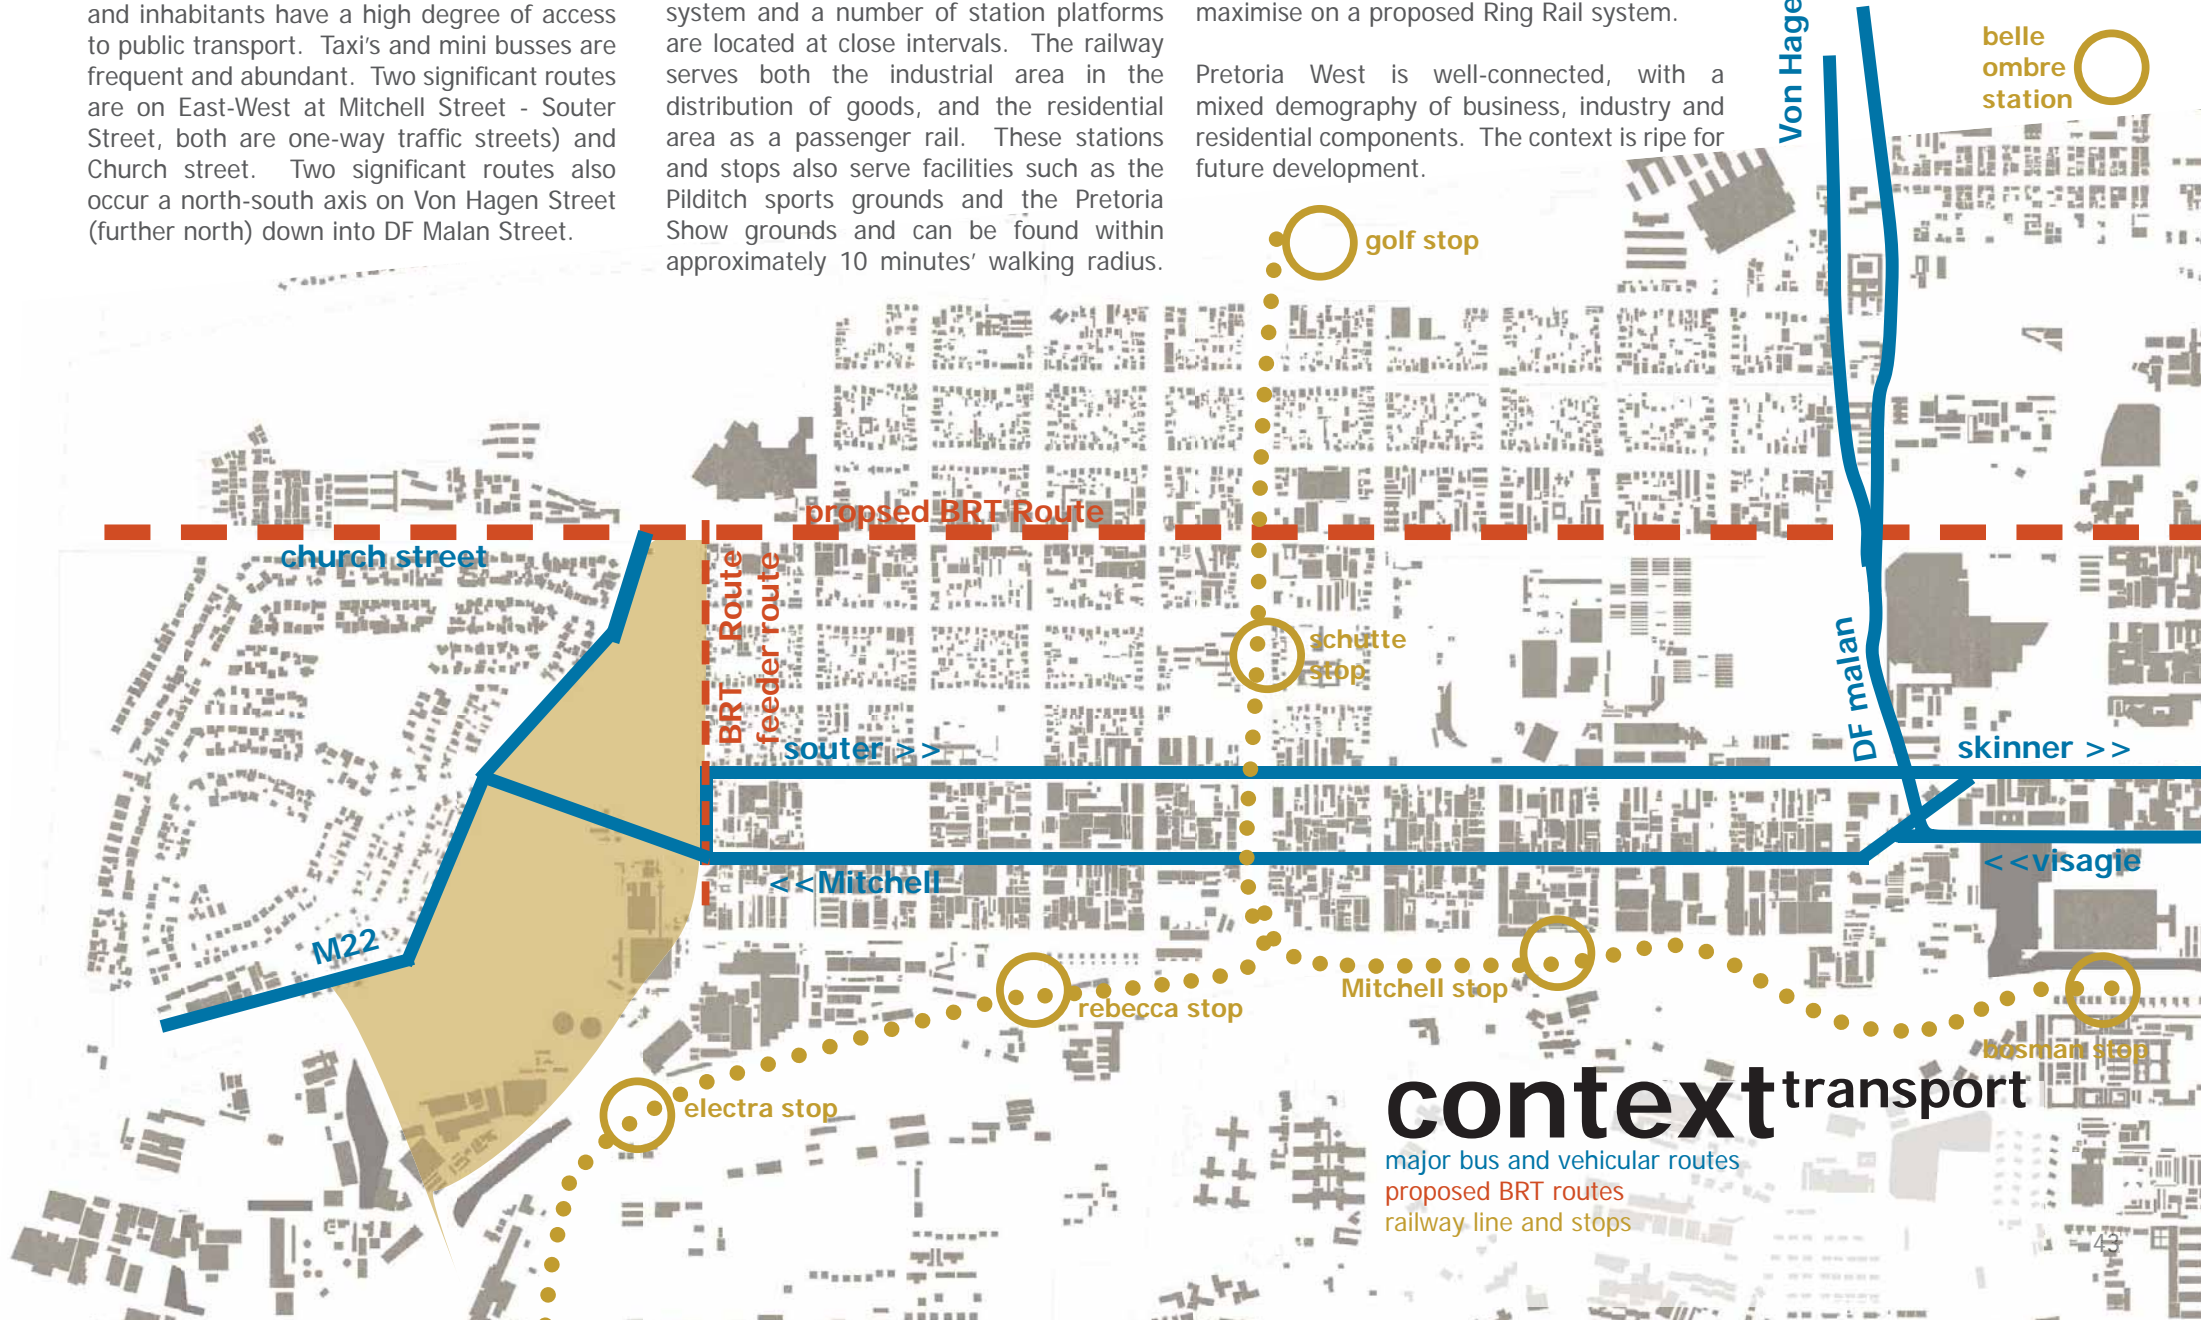 and inhabitants have a high degree of access
to public transport. Taxi's and mini busses are
frequent and abundant. Two significant routes
are on East-West at Mitchell Street - Souter
Street, both are one-way traffic streets) and
Church street. Two significant routes also
occur a north-south axis on Von Hagen Street
(further north) down into DF Malan Street.
system and a number of station platforms
are located at close intervals. The railway
serves both the industrial area in the
distribution of goods, and the residential
area as a passenger rail. These stations
and stops also serve facilities such as the
Pilditch sports grounds and the Pretoria
Show grounds and can be found within
approximately 10 minutes' walking radius.
maximise on a proposed Ring Rail system.
Pretoria West is well-connected, with a
mixed demography of business, industry and
residential components. The context is ripe for
future development.
Von Hage
belle
ombre
station
golf stop
propsed BRT Route
church street
BRT Route
feeder route
schutte
stop
DF malan
souter >>
skinner >>
<<Mitchell
<<visagie
M22
Mitchell stop
rebecca stop
bosman stop
electra stop
context transport
major bus and vehicular routes
proposed BRT routes
railway line and stops
43